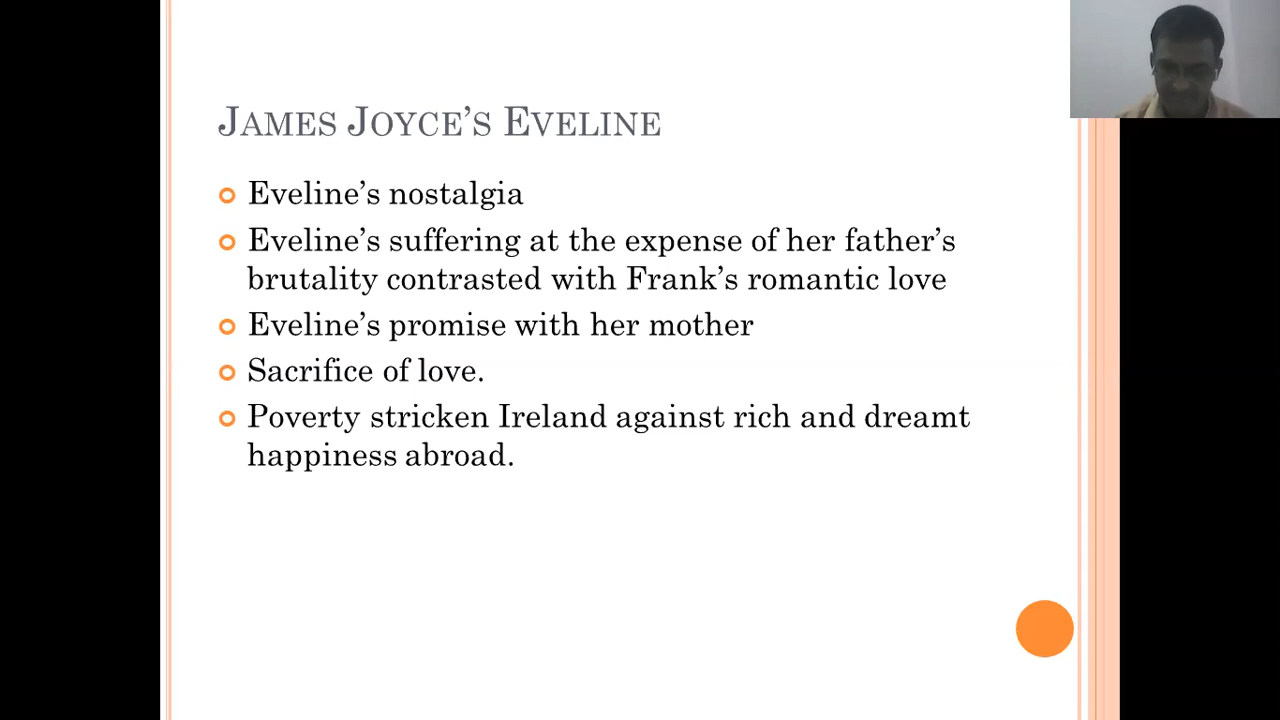 JAMES JOYCE’S EVELINE
Eveline’s nostalgia
Eveline’s suffering at the expense of her father’s
brutality contrasted with Frank’s romantic love
Eveline’s promise with her mother
Sacrifice of love.
Poverty stricken Ireland against rich and dreamt
happiness abroad.